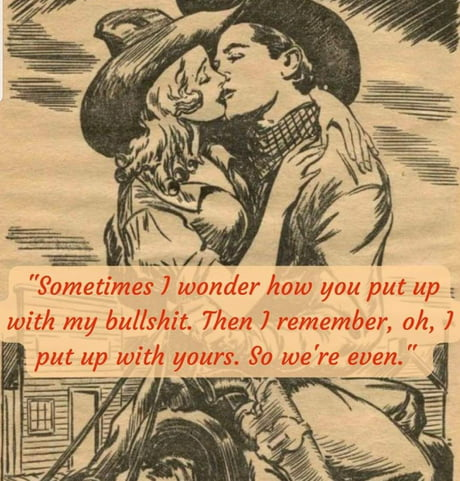 "Sometimes I wonder how you put up
with my bullshit. Then I remember, oh, I
put up with yours. So we're even."